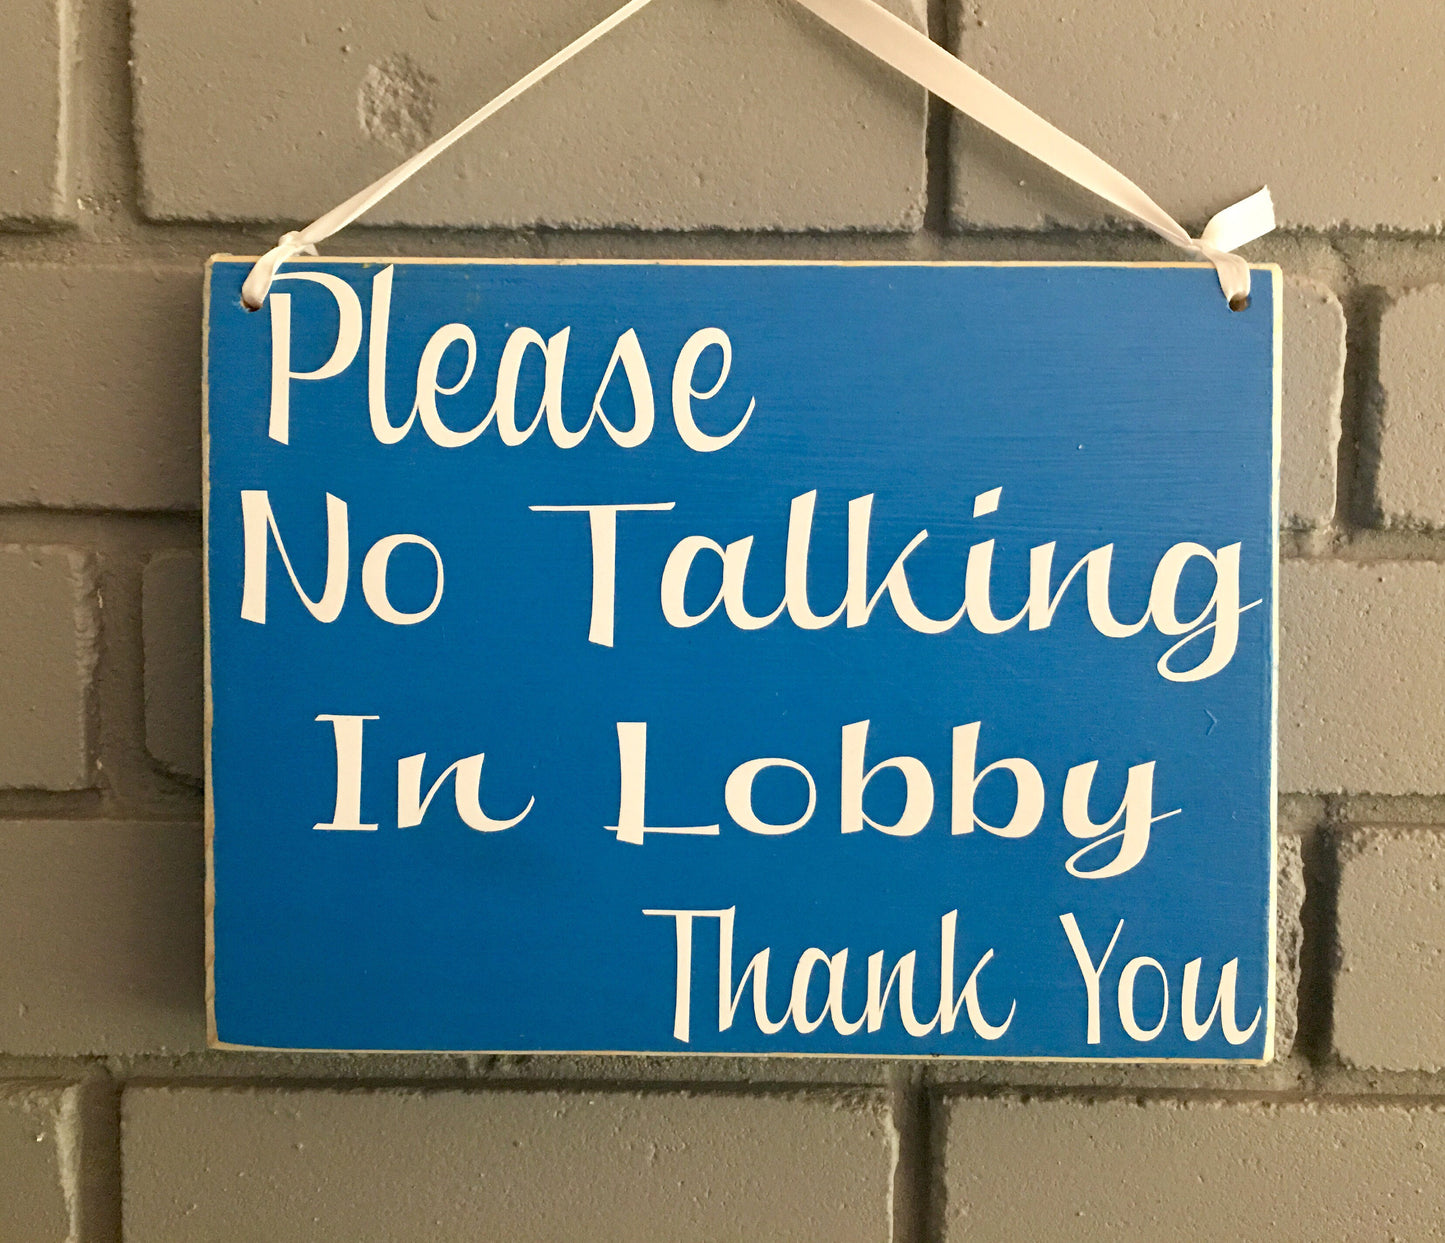 Please
No Talking
In Lobby
Thank You